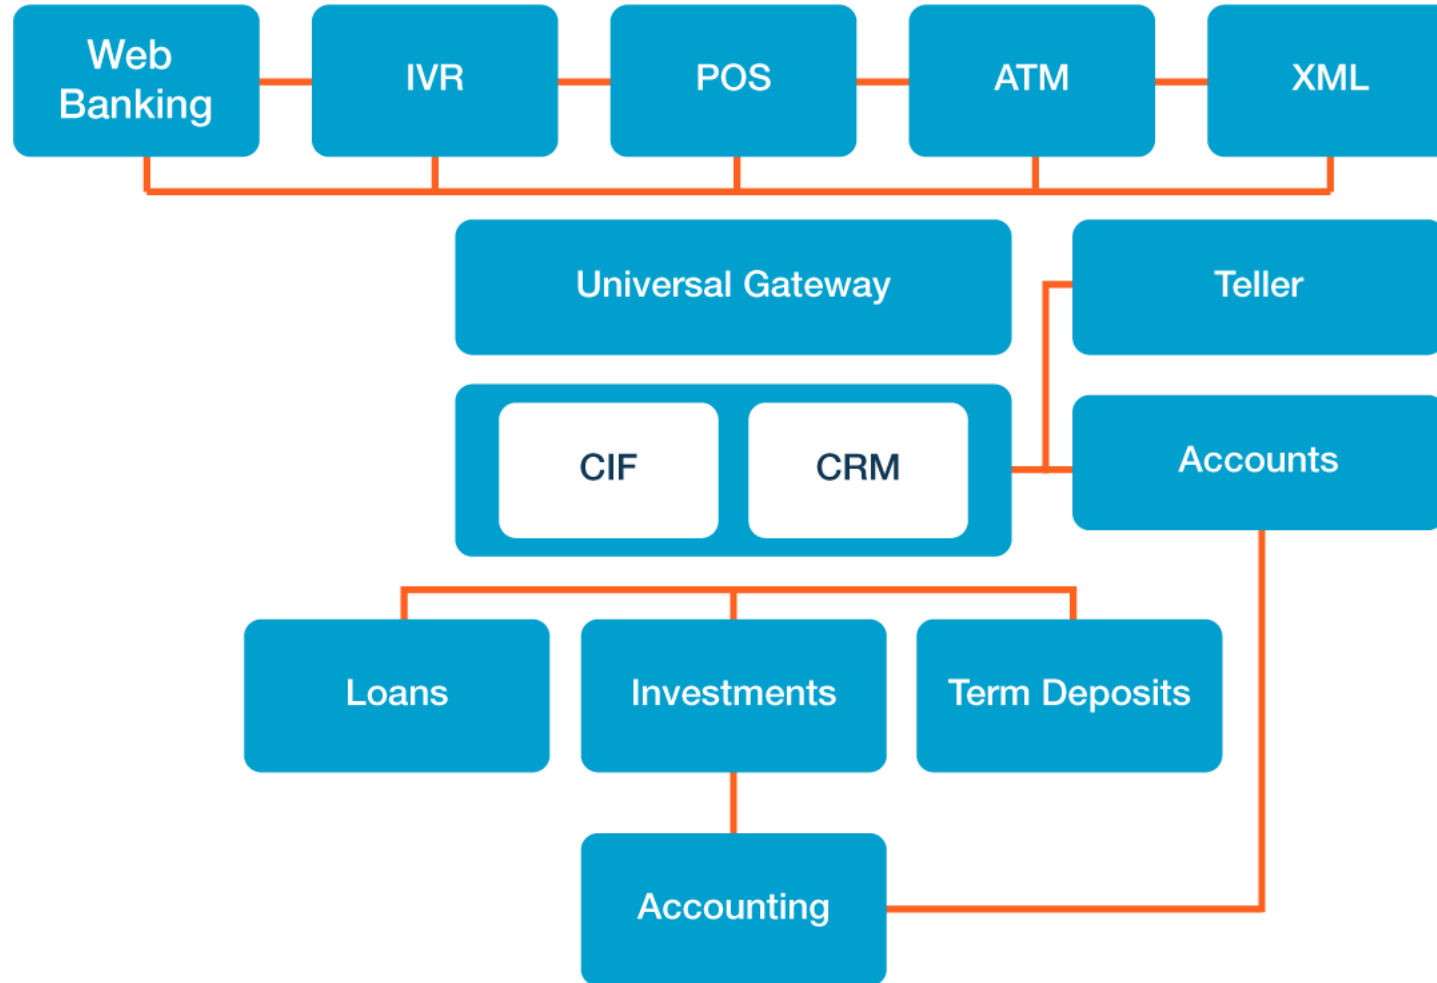 Web
Banking
IVR
POS
ATM
XML
Universal Gateway
Teller
CIF
CRM
Accounts
Loans
Investments
Term Deposits
Accounting